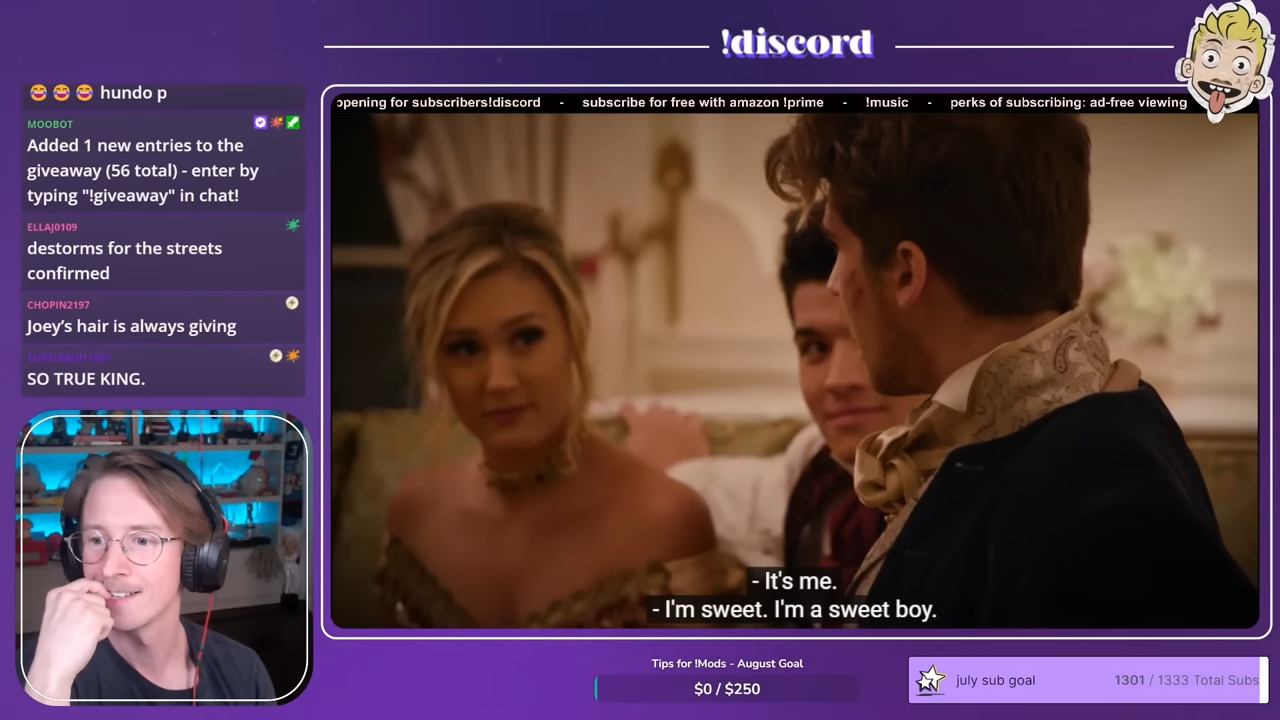 !discord
opening for subscribers!discord - subscribe for free with amazon !prime - !music - perks of subscribing: ad-free viewing
😂 😂 😂 hundo p
MOOBOT
Added 1 new entries to the
giveaway (56 total) - enter by
typing "!giveaway" in chat!
ELLAJ0109
destorms for the streets
confirmed
CHOPIN2197
Joey’s hair is always giving
SO TRUE KING.
- It's me.
- I'm sweet. I'm a sweet boy.
Tips for !Mods - August Goal
$0 / $250
july sub goal
1301 / 1333 Total Subs